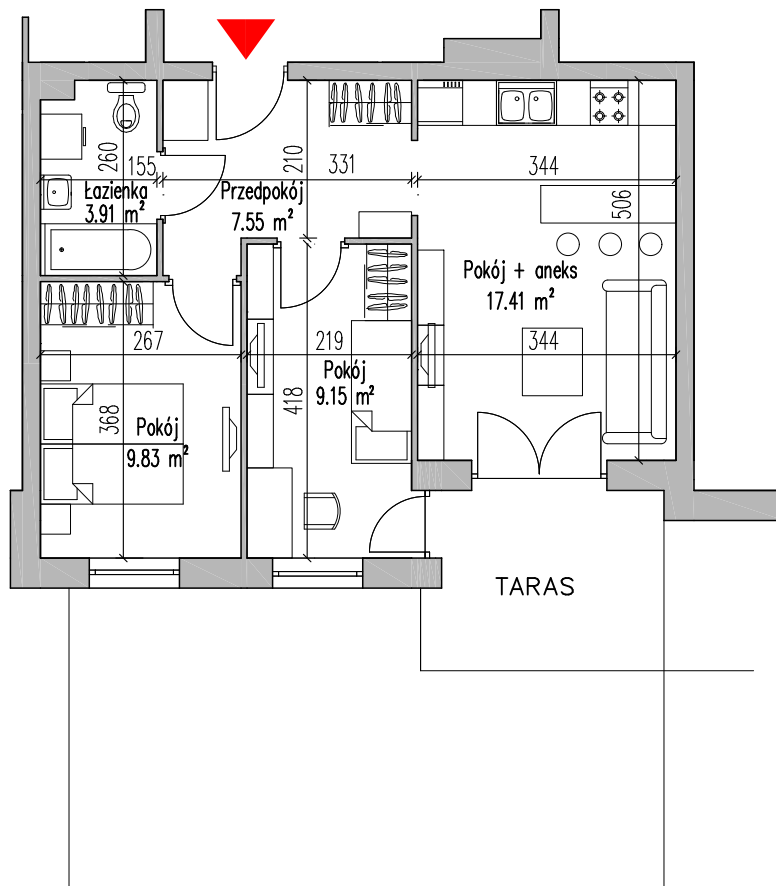 260
155
Łazienka
3.91 m²
210
331
Przedpokój
7.55 m²
344
506
Pokój + aneks
17.41 m²
267
368
Pokój
9.83 m²
219
418
Pokój
9.15 m²
344
TARAS